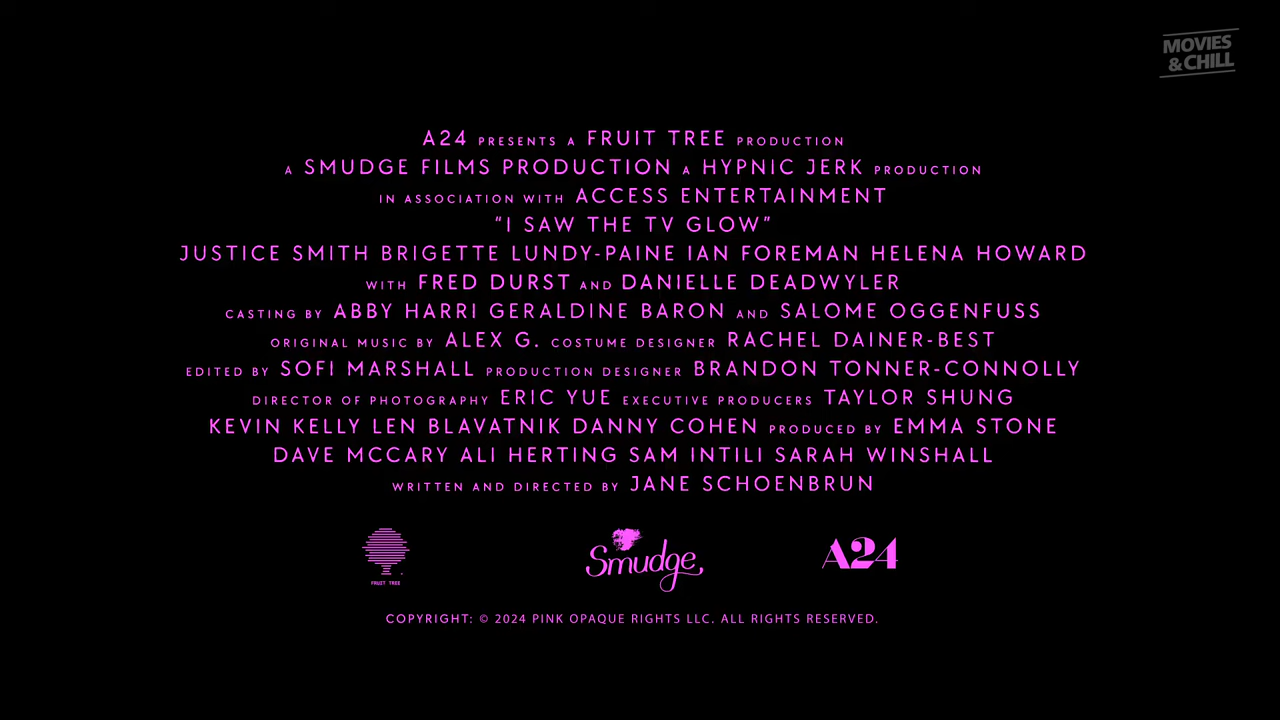 MOVIES
& CHILL
A24 PRESENTS A FRUIT TREE PRODUCTION
A SMUDGE FILMS PRODUCTION A HYPNIC JERK PRODUCTION
IN ASSOCIATION WITH ACCESS ENTERTAINMENT
"I SAW THE TV GLOW"
JUSTICE SMITH BRIGETTE LUNDY-PAINE IAN FOREMAN HELENA HOWARD
WITH FRED DURST AND DANIELLE DEADWYLER
CASTING BY ABBY HARRI GERALDINE BARON AND SALOME OGGENFUSS
ORIGINAL MUSIC BY ALEX G. COSTUME DESIGNER RACHEL DAINER-BEST
EDITED BY SOFI MARSHALL PRODUCTION DESIGNER BRANDON TONNER-CONNOLLY
DIRECTOR OF PHOTOGRAPHY ERIC YUE EXECUTIVE PRODUCERS TAYLOR SHUNG
KEVIN KELLY LEN BLAVATNIK DANNY COHEN PRODUCED BY EMMA STONE
DAVE MCCARY ALI HERTING SAM INTILI SARAH WINSHALL
WRITTEN AND DIRECTED BY JANE SCHOENBRUN
FRUIT TREE
Smudge
A24
COPYRIGHT: © 2024 PINK OPAQUE RIGHTS LLC. ALL RIGHTS RESERVED.